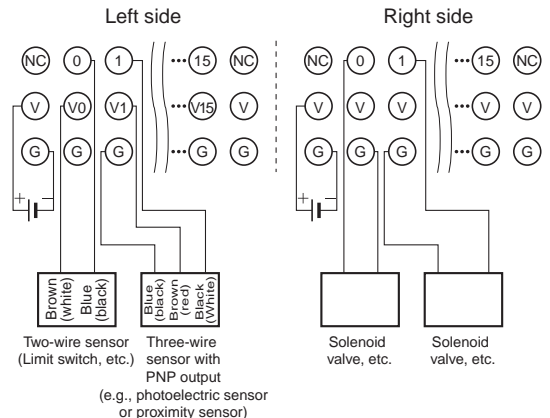 Left side
Right side
NC 0 1 ••• 15 NC
V V0 V1 ••• V15 V
G G G ••• G G
+ −
Brown (white)
Blue (black)
Blue (black)
Brown (red)
Black (White)
Two-wire sensor
(Limit switch, etc.)
Three-wire
sensor with
PNP output
(e.g., photoelectric sensor
or proximity sensor)
NC 0 1 ••• 15 NC
V V V ••• V V
G G G ••• G G
+ −
Solenoid
valve, etc.
Solenoid
valve, etc.